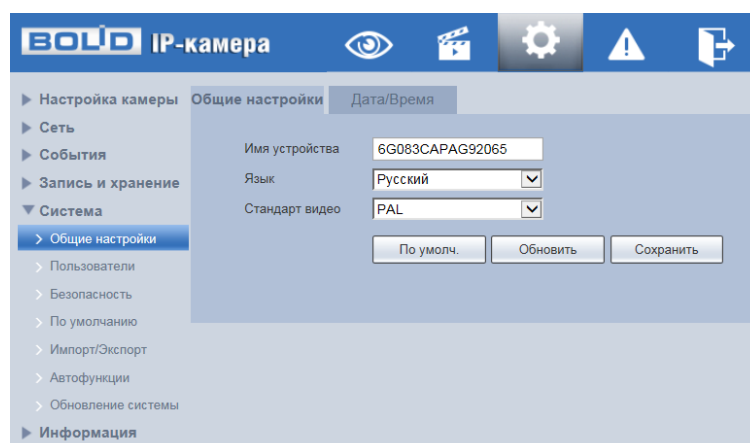 BOLID IP-камера
Настройка камеры
Сеть
События
Запись и хранение
Система
Общие настройки
Пользователи
Безопасность
По умолчанию
Импорт/Экспорт
Автофункции
Обновление системы
Информация
Общие настройки Дата/Время
Имя устройства 6G083CAPAG92065
Язык Русский
Стандарт видео PAL
По умолч. Обновить Сохранить